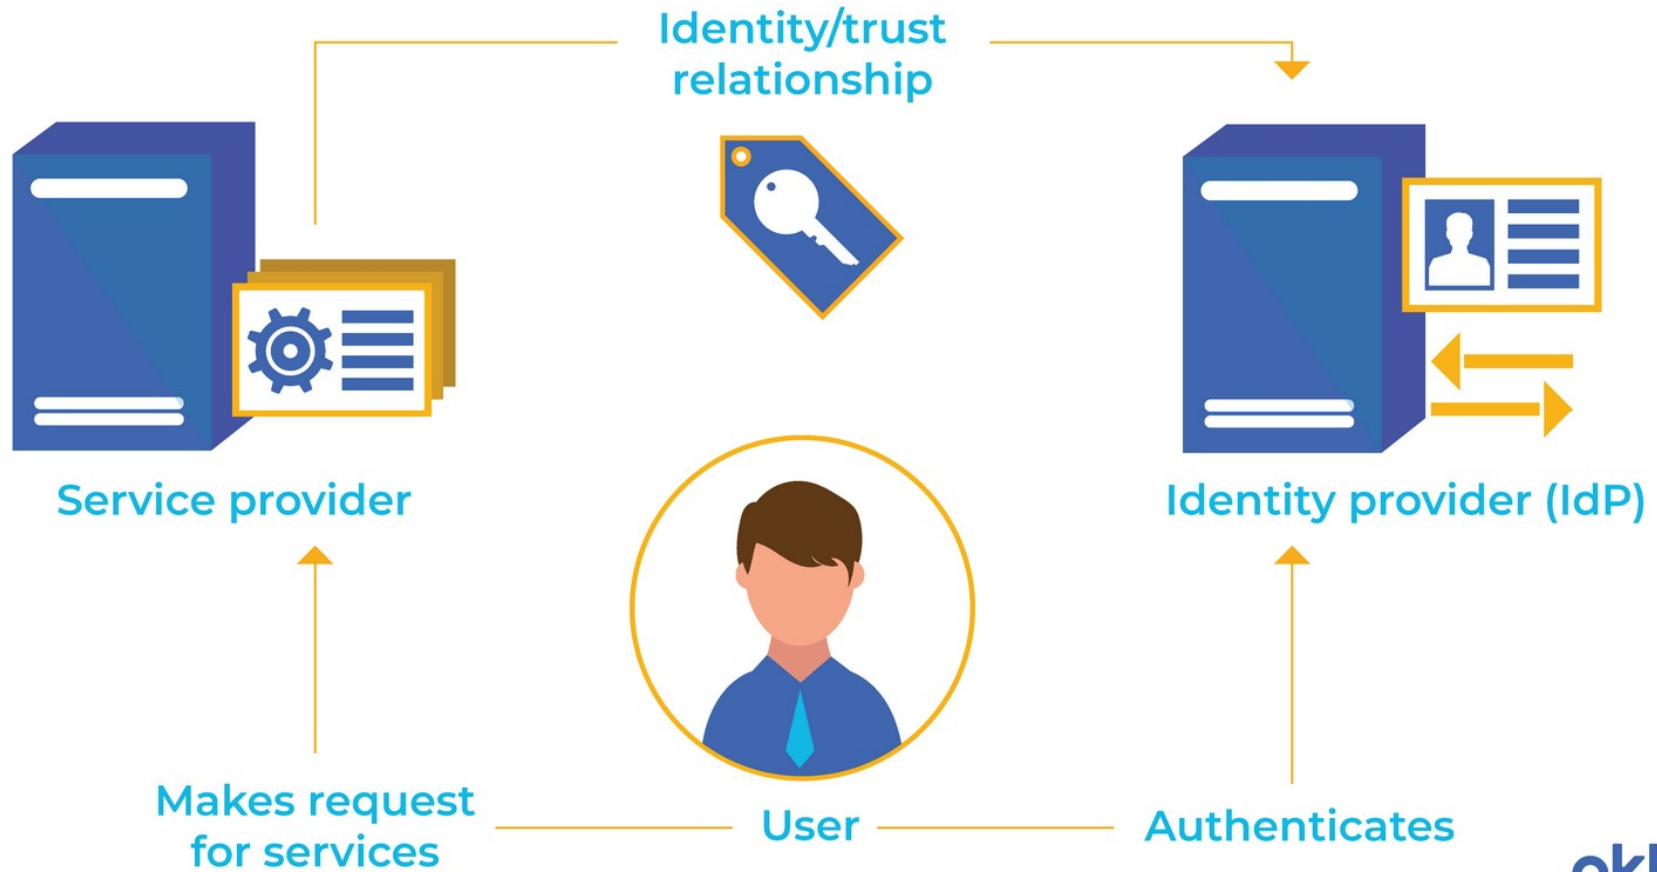 Identity/trust
relationship
Service provider
Identity provider (IdP)
Makes request
for services
User
Authenticates